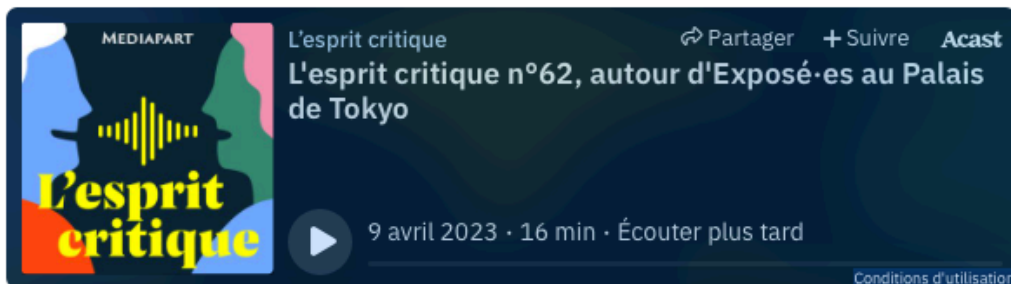 MEDIAPART
L'esprit
critique
L'esprit critique
Partager
Suivre
Acast
L'esprit critique n°62, autour d'Exposé·es au Palais
de Tokyo
9 avril 2023 · 16 min · Écouter plus tard
Conditions d'utilisation